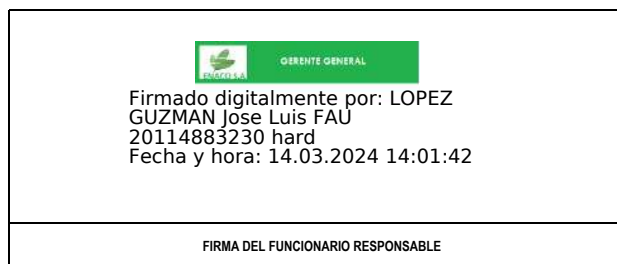 ENACO S.A
GERENTE GENERAL
Firmado digitalmente por: LOPEZ
GUZMAN Jose Luis FAU
20114883230 hard
Fecha y hora: 14.03.2024 14:01:42
FIRMA DEL FUNCIONARIO RESPONSABLE